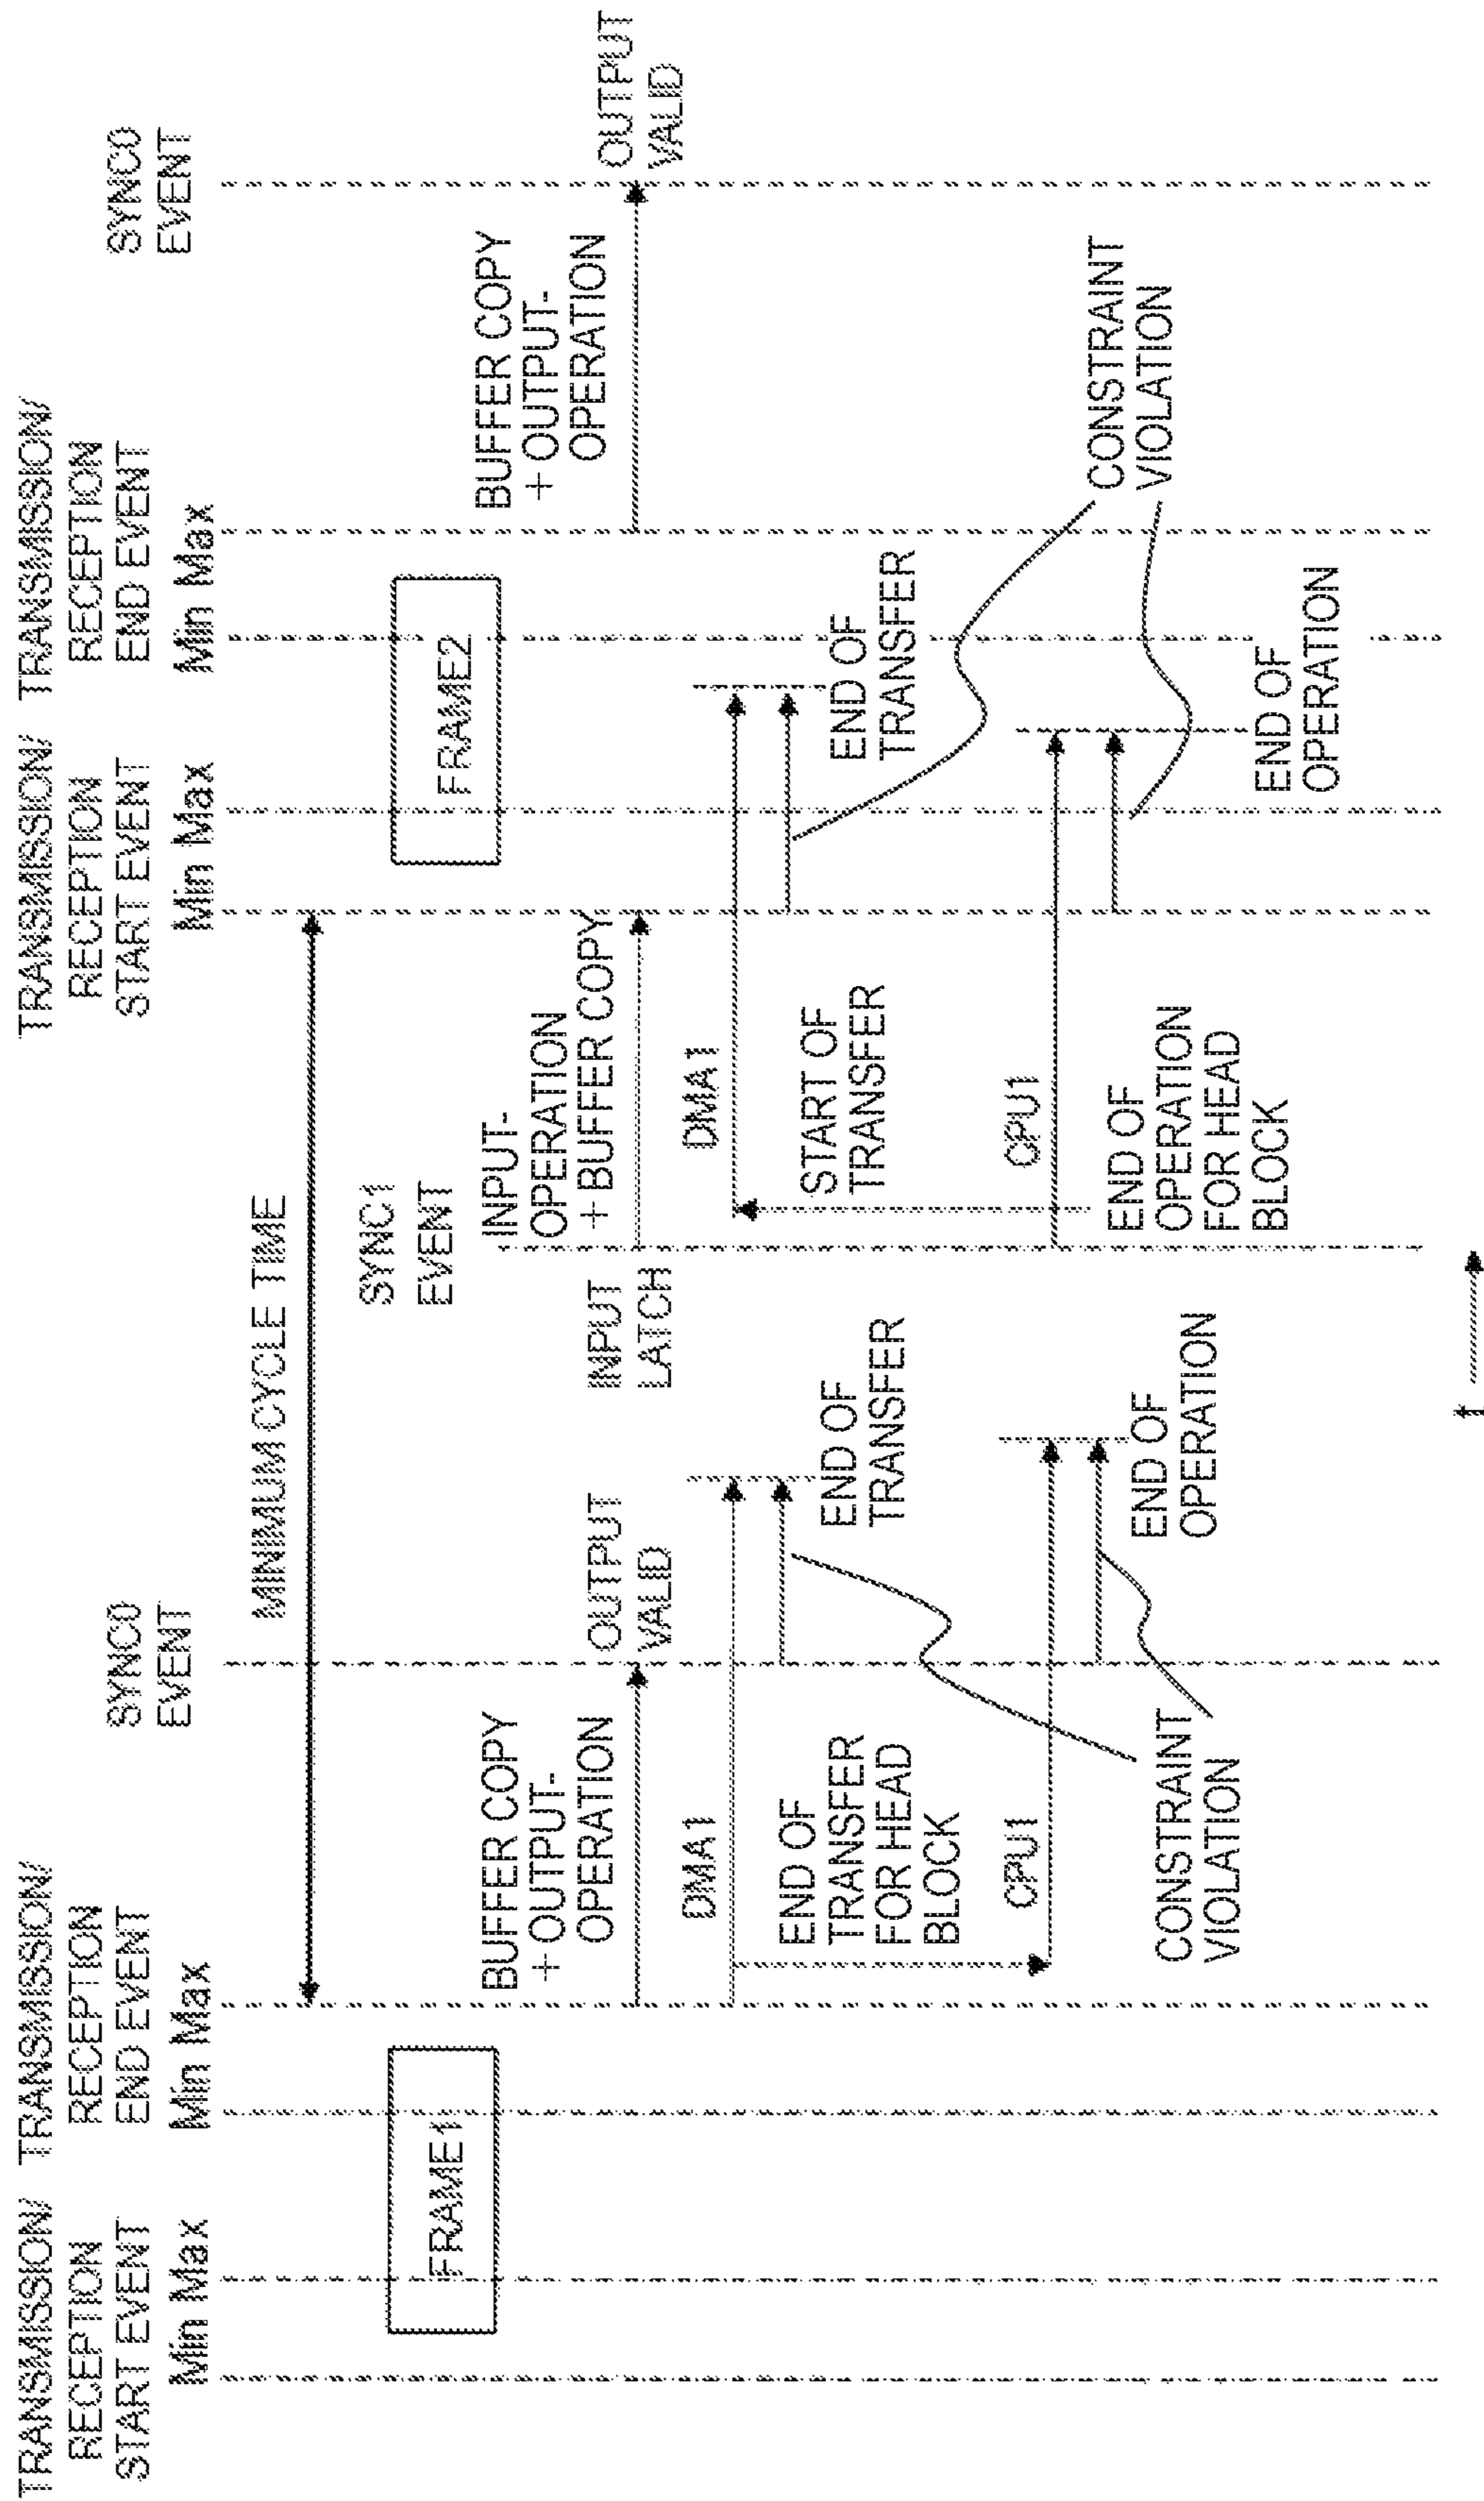 TRANSMISSION/
RECEPTION
START EVENT
Min Max
TRANSMISSION/
RECEPTION
END EVENT
Min Max
SYNC0
EVENT
TRANSMISSION/
RECEPTION
START EVENT
Min Max
TRANSMISSION/
RECEPTION
END EVENT
Min Max
SYNC0
EVENT
MINIMUM CYCLE TIME
FRAME1
SYNC1
EVENT
FRAME2
BUFFER COPY
+ OUTPUT-
OPERATION
OUTPUT
VALID
INPUT
LATCH
INPUT-
OPERATION
+ BUFFER COPY
BUFFER COPY
+ OUTPUT-
OPERATION
OUTPUT
VALID
DMA1
END OF
TRANSFER
FOR HEAD
BLOCK
END OF
TRANSFER
DMA1
START OF
TRANSFER
END OF
TRANSFER
CPU1
END OF
OPERATION
CONSTRAINT
VIOLATION
CPU1
END OF
OPERATION
FOR HEAD
BLOCK
END OF
OPERATION
CONSTRAINT
VIOLATION
t